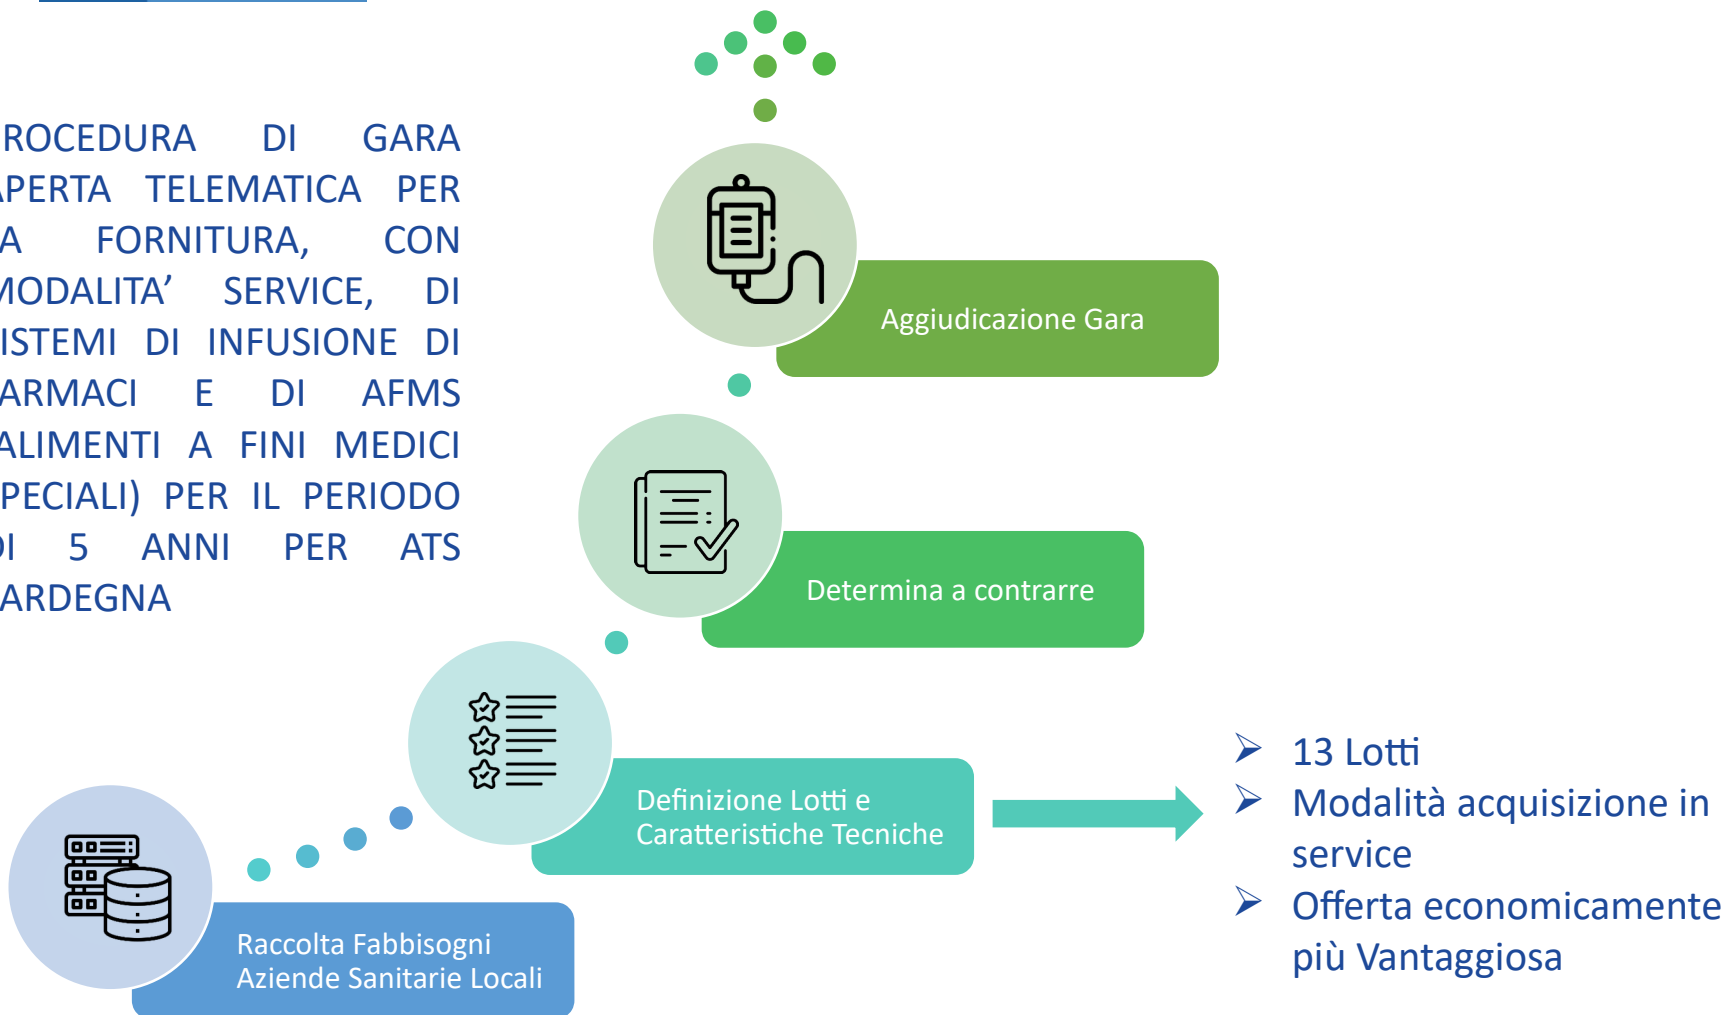 ROCEDURA DI GARA
APERTA TELEMATICA PER
A FORNITURA, CON
MODALITA’ SERVICE, DI
ISTEMI DI INFUSIONE DI
ARMACI E DI AFMS
ALIMENTI A FINI MEDICI
PECIALI) PER IL PERIODO
DI 5 ANNI PER ATS
ARDEGNA
Aggiudicazione Gara
Determina a contrarre
Definizione Lotti e
Caratteristiche Tecniche
Raccolta Fabbisogni
Aziende Sanitarie Locali
➢ 13 Lotti
➢ Modalità acquisizione in
service
➢ Offerta economicamente
più Vantaggiosa